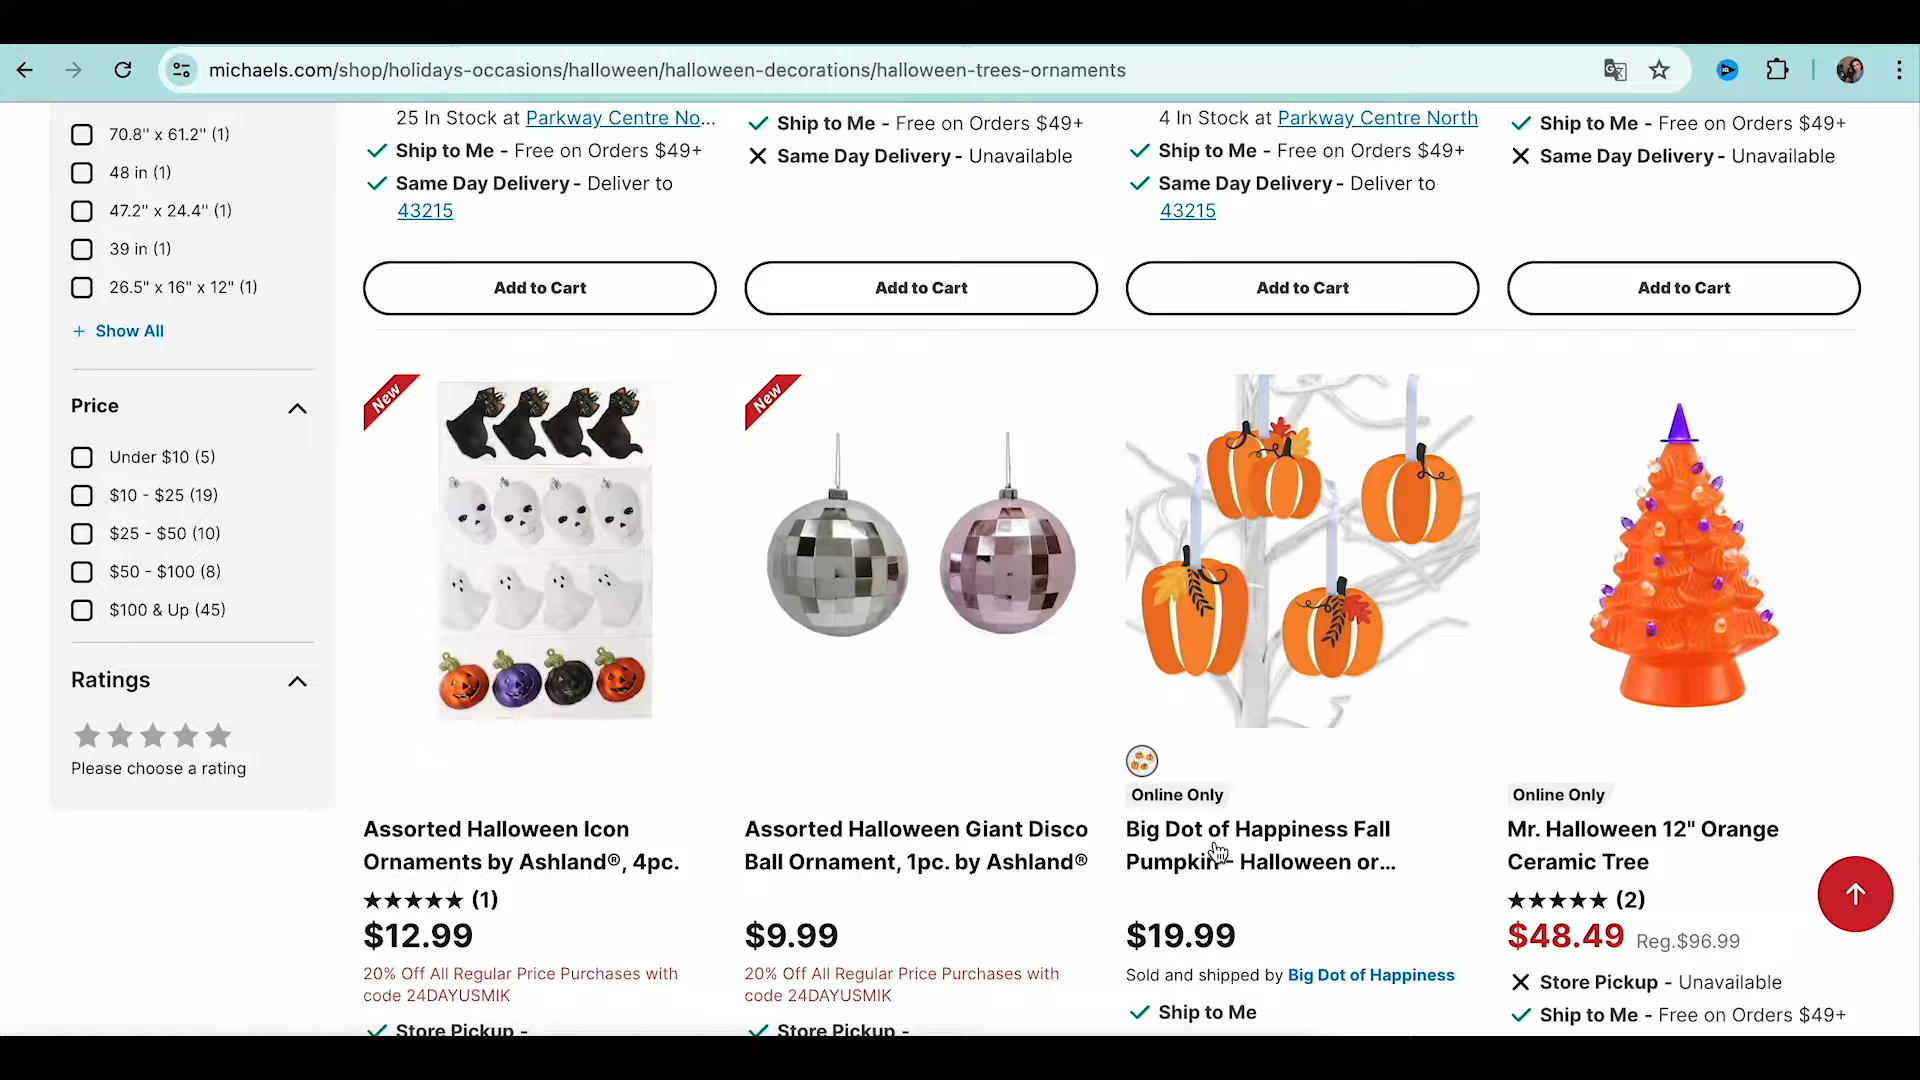 michaels.com/shop/holidays-occasions/halloween/halloween-decorations/halloween-trees-ornaments
70.8" x 61.2" (1)
48 in (1)
47.2" x 24.4" (1)
39 in (1)
26.5" x 16" x 12" (1)
+ Show All
Price
Under $10 (5)
$10 - $25 (19)
$25 - $50 (10)
$50 - $100 (8)
$100 & Up (45)
Ratings
Please choose a rating
25 In Stock at Parkway Centre No...
Ship to Me - Free on Orders $49+
Same Day Delivery - Deliver to
43215
Add to Cart
Ship to Me - Free on Orders $49+
Same Day Delivery - Unavailable
Add to Cart
4 In Stock at Parkway Centre North
Ship to Me - Free on Orders $49+
Same Day Delivery - Deliver to
43215
Add to Cart
Ship to Me - Free on Orders $49+
Same Day Delivery - Unavailable
Add to Cart
New
Assorted Halloween Icon
Ornaments by Ashland®, 4pc.
★★★★★ (1)
$12.99
20% Off All Regular Price Purchases with
code 24DAYUSMIK
Store Pickup -
New
Assorted Halloween Giant Disco
Ball Ornament, 1pc. by Ashland®
$9.99
20% Off All Regular Price Purchases with
code 24DAYUSMIK
Store Pickup -
Online Only
Big Dot of Happiness Fall
Pumpkin - Halloween or...
$19.99
Sold and shipped by Big Dot of Happiness
Ship to Me
Online Only
Mr. Halloween 12" Orange
Ceramic Tree
★★★★★ (2)
$48.49 Reg.$96.99
Store Pickup - Unavailable
Ship to Me - Free on Orders $49+